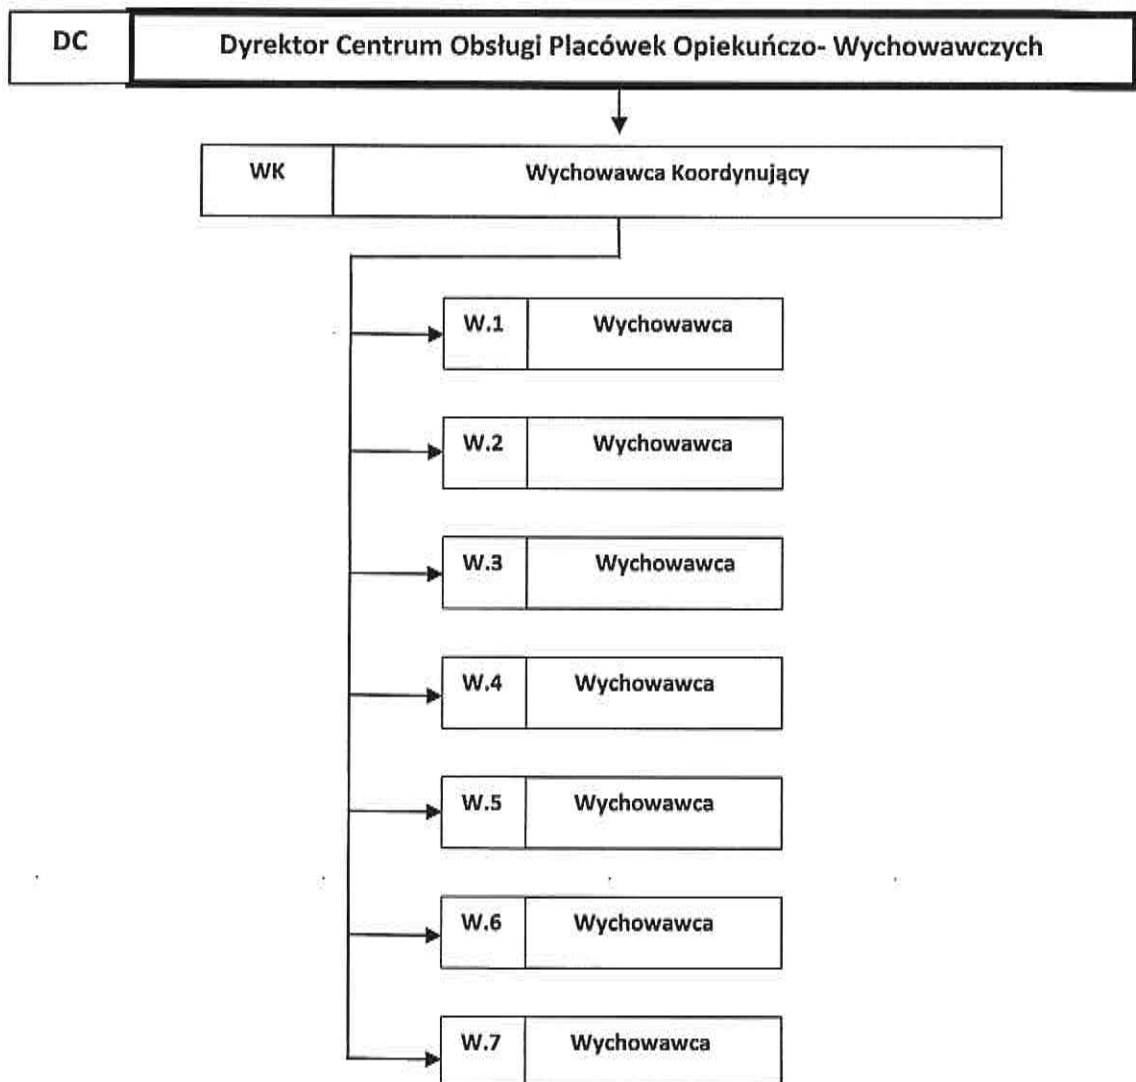 DC Dyrektor Centrum Obsługi Placówek Opiekuńczo- Wychowawczych
WK Wychowawca Koordynujący
W.1 Wychowawca
W.2 Wychowawca
W.3 Wychowawca
W.4 Wychowawca
W.5 Wychowawca
W.6 Wychowawca
W.7 Wychowawca